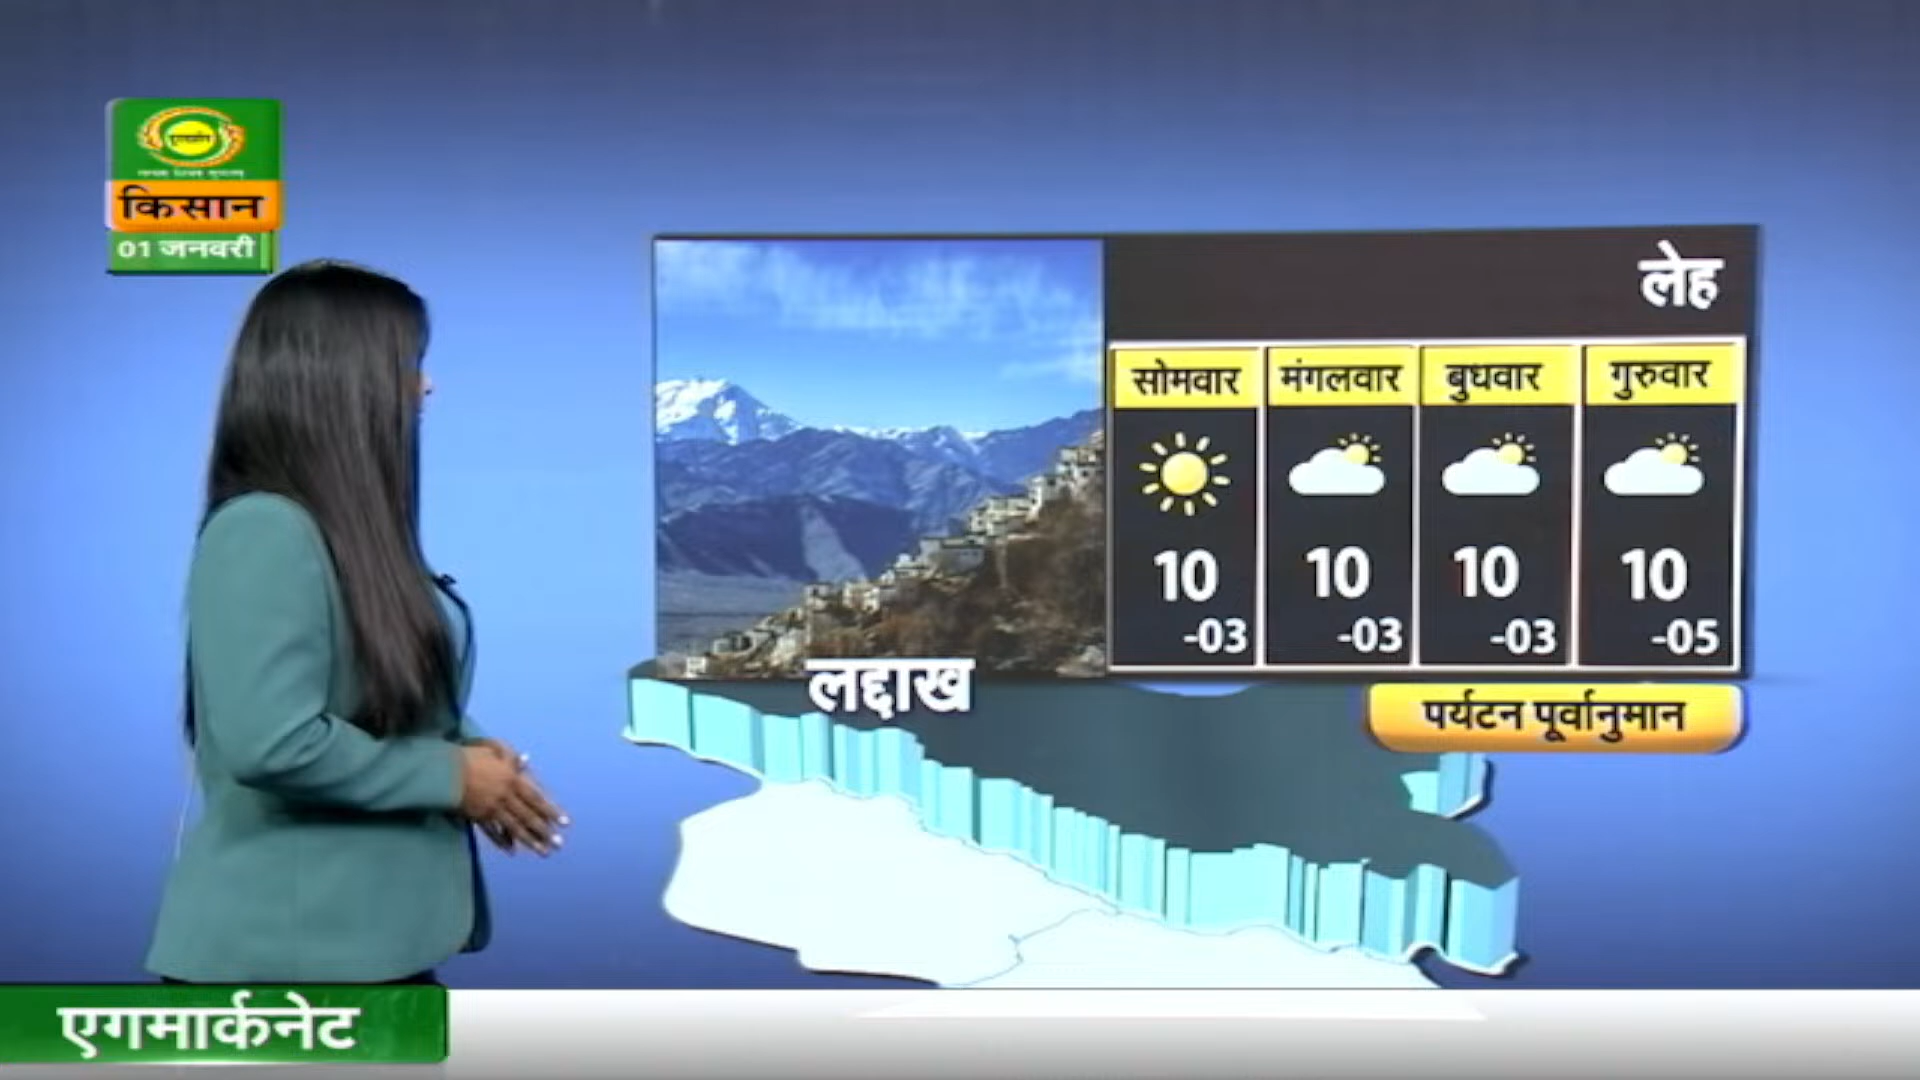 किसान
01 जनवरी
लेह
सोमवार मंगलवार बुधवार गुरुवार
10 10 10 10
-03 -03 -03 -05
लद्दाख
पर्यटन पूर्वानुमान
एगमार्कनेट